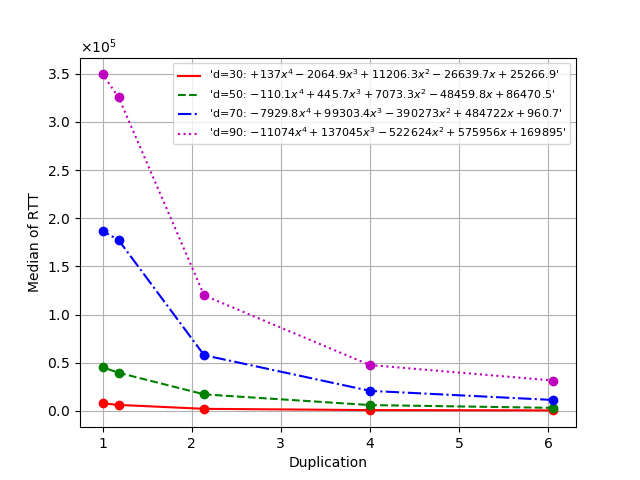 ×10⁵
'd=30: +137x⁴ − 2064.9x³ + 11206.3x² − 26639.7x + 25266.9'
'd=50: −110.1x⁴ + 445.7x³ + 7073.3x² − 48459.8x + 86470.5'
'd=70: −7929.8x⁴ + 99303.4x³ − 390273x² + 484722x + 960.7'
'd=90: −11074x⁴ + 137045x³ − 522624x² + 575956x + 169895'
3.5
3.0
2.5
2.0
1.5
1.0
0.5
0.0
Median of RTT
1 2 3 4 5 6
Duplication